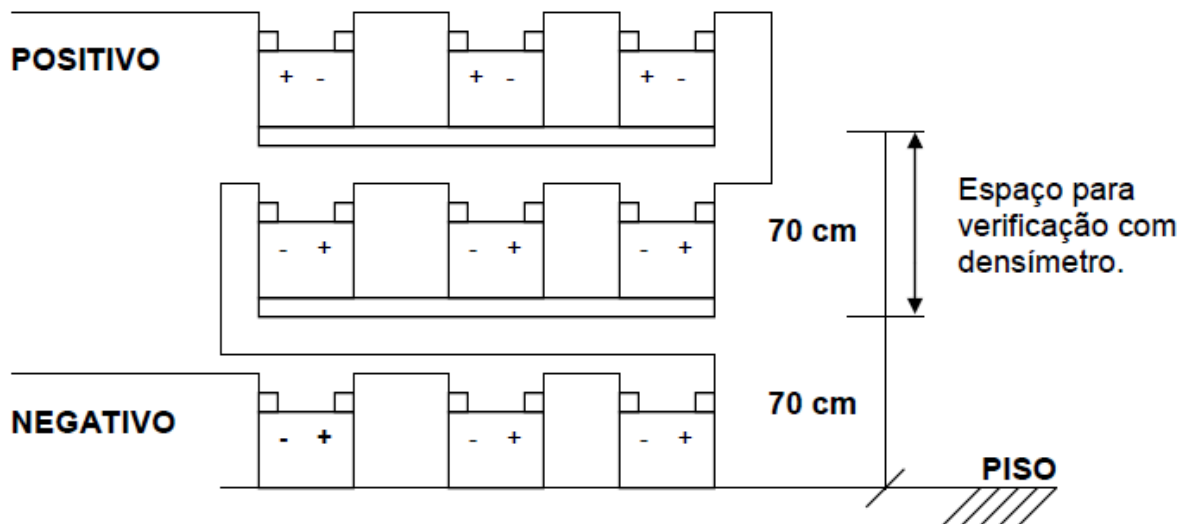 POSITIVO
+ - + - + -
Espaço para
verificação com
densímetro.
70 cm
- + - + - +
70 cm
NEGATIVO
- + - + - +
PISO